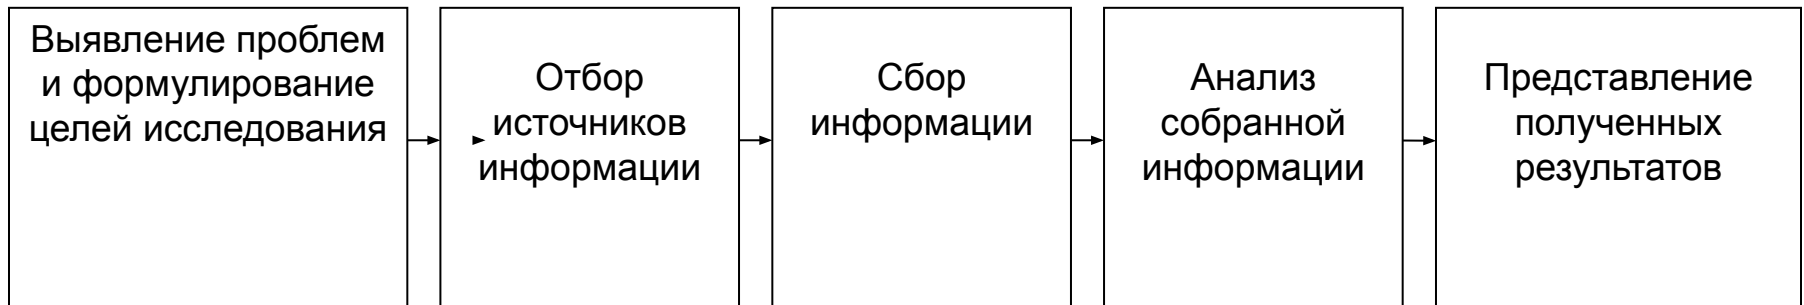 Выявление проблем
и формулирование
целей исследования
Отбор
источников
информации
Сбор
информации
Анализ
собранной
информации
Представление
полученных
результатов